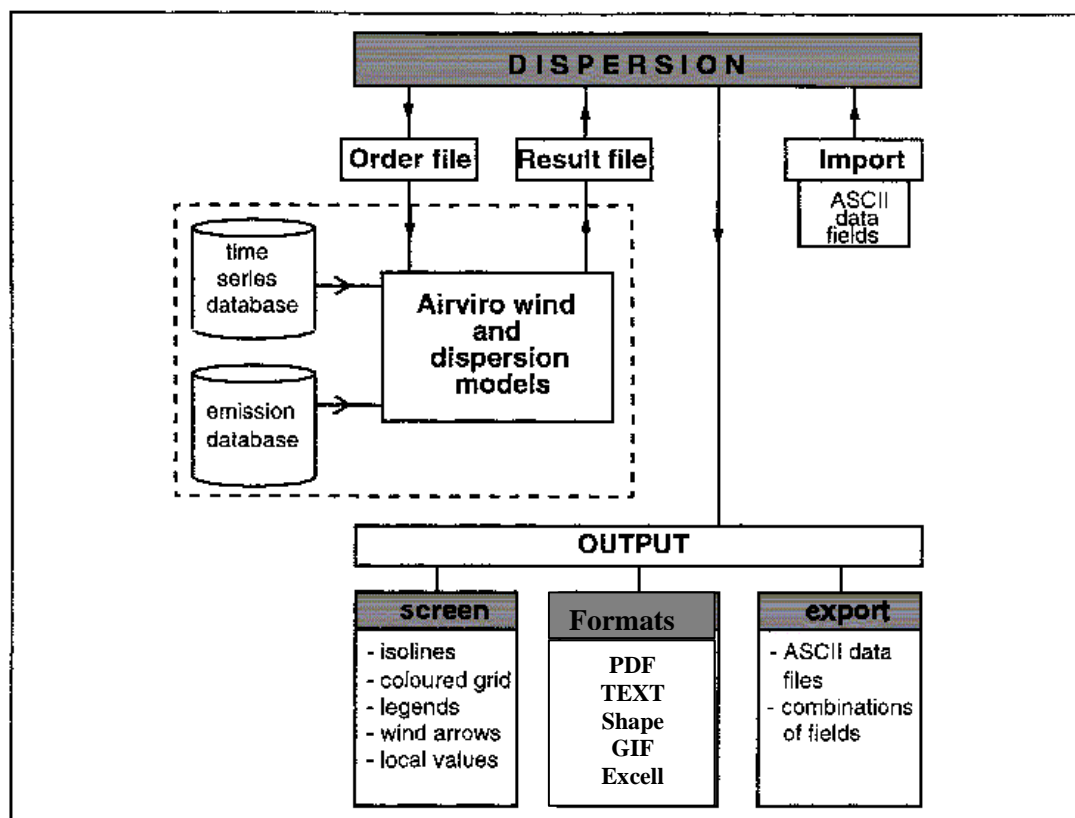 DISPERSION
Order file
Result file
Import
ASCII
data
fields
time
series
database
Airviro wind
and
dispersion
models
emission
database
OUTPUT
screen
- isolines
- coloured grid
- legends
- wind arrows
- local values
Formats
PDF
TEXT
Shape
GIF
Excell
export
- ASCII data
files
- combinations
of fields